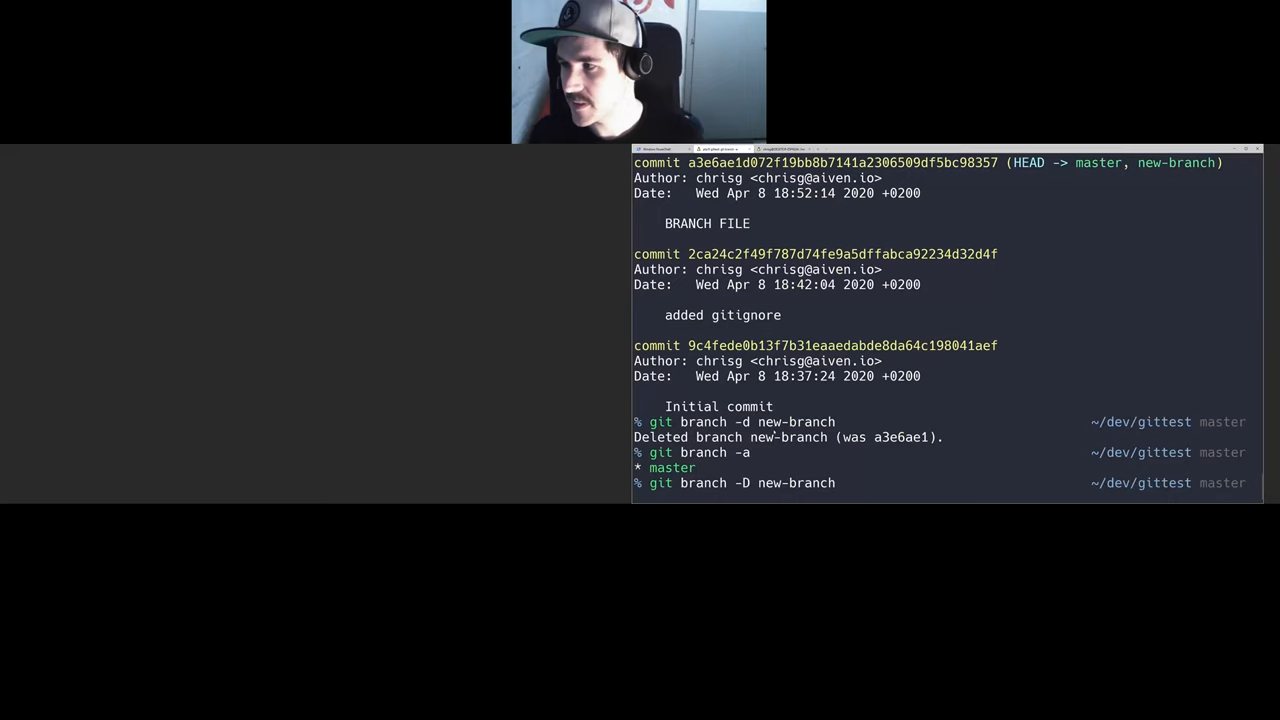 commit a3e6ae1d072f19bb8b7141a2306509df5bc98357 (HEAD -> master, new-branch)
Author: chrisg <chrisg@aiven.io>
Date:   Wed Apr 8 18:52:14 2020 +0200
BRANCH FILE
commit 2ca24c2f49f787d74fe9a5dffabca92234d32d4f
Author: chrisg <chrisg@aiven.io>
Date:   Wed Apr 8 18:42:04 2020 +0200
added gitignore
commit 9c4fede0b13f7b31eaaedabde8da64c198041aef
Author: chrisg <chrisg@aiven.io>
Date:   Wed Apr 8 18:37:24 2020 +0200
Initial commit
% git branch -d new-branch ~/dev/gittest master
Deleted branch new-branch (was a3e6ae1).
% git branch -a ~/dev/gittest master
* master
% git branch -D new-branch ~/dev/gittest master